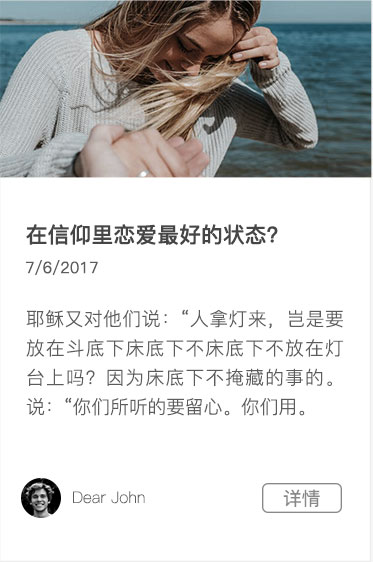 在信仰里恋爱最好的状态?
7/6/2017
耶稣又对他们说：“人拿灯来，岂是要
放在斗底下床底下不床底下不放在灯
台上吗？因为床底下不掩藏的事的。
说：“你们所听的要留心。你们用。
Dear John
详情